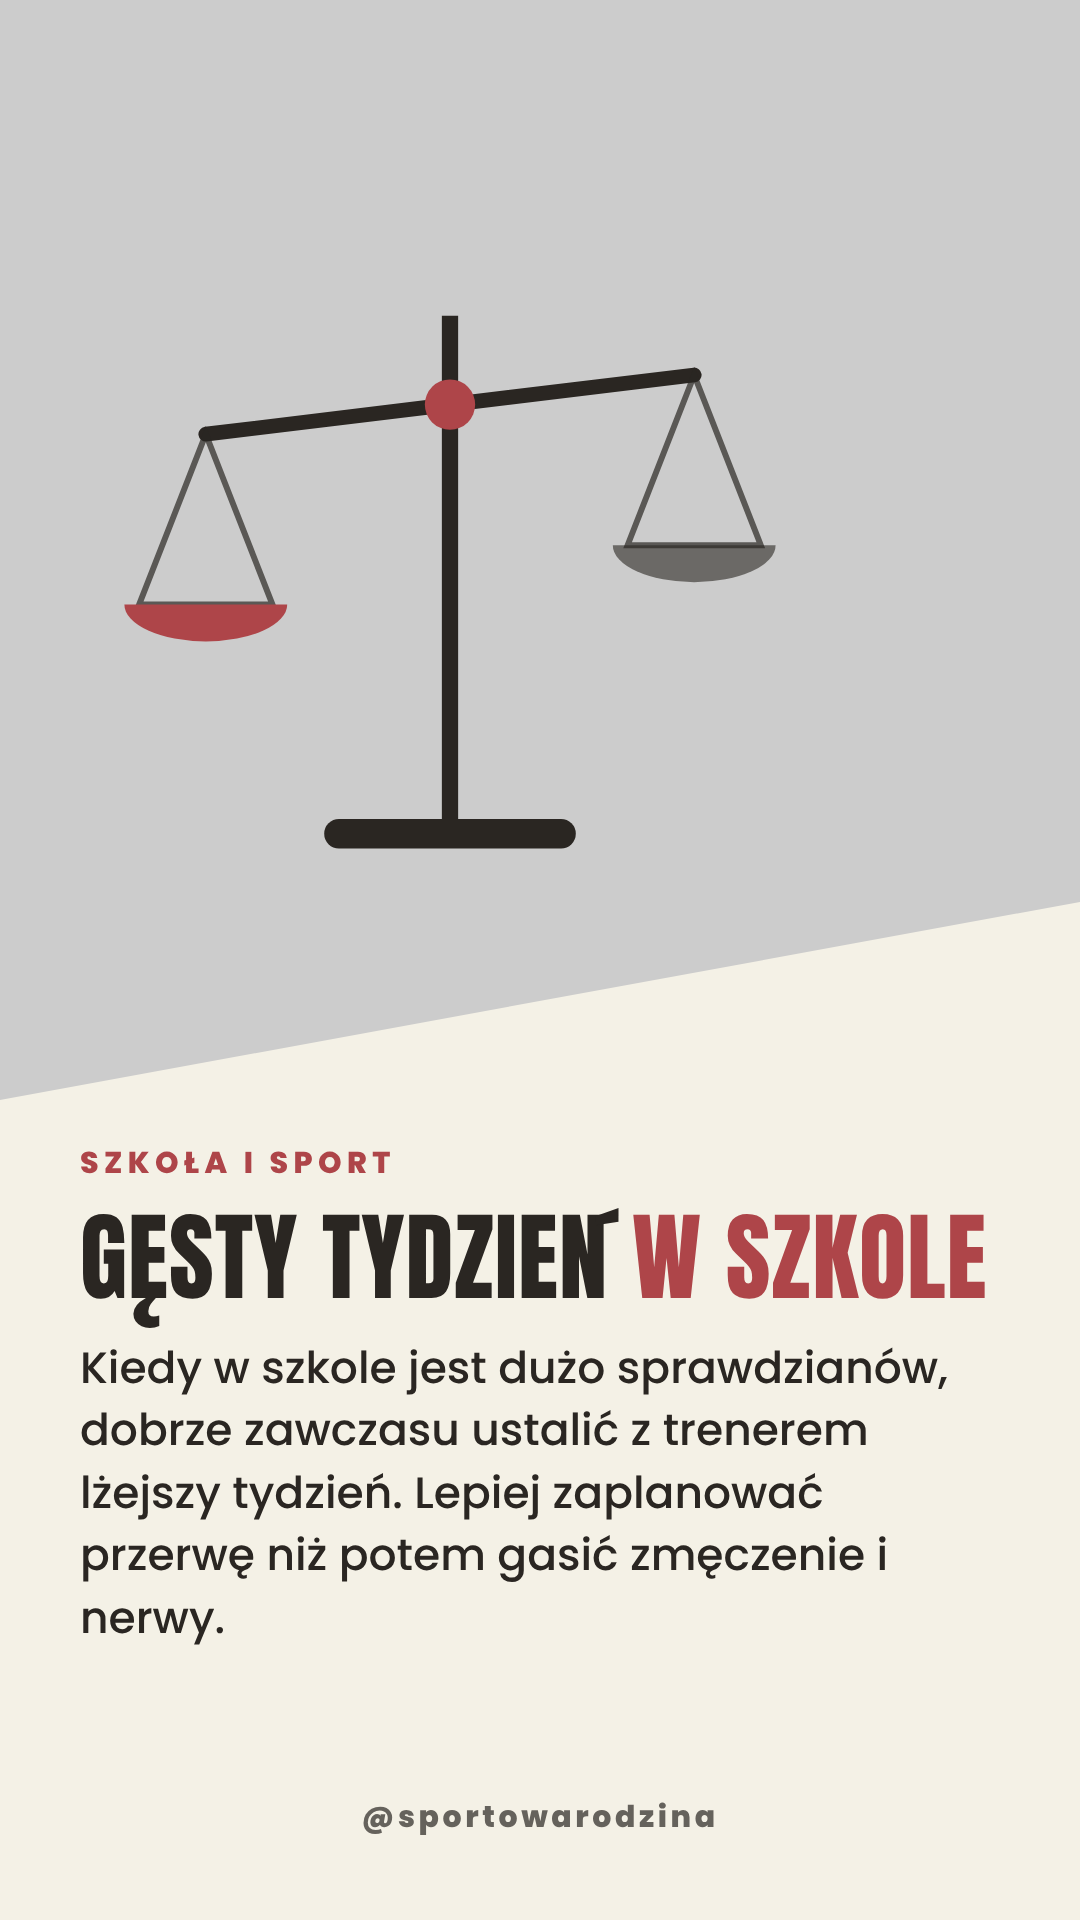 SZKOŁA I SPORT
GĘSTY TYDZIEŃ W SZKOLE
Kiedy w szkole jest dużo sprawdzianów,
dobrze zawczasu ustalić z trenerem
lżejszy tydzień. Lepiej zaplanować
przerwę niż potem gasić zmęczenie i
nerwy.
@sportowarodzina